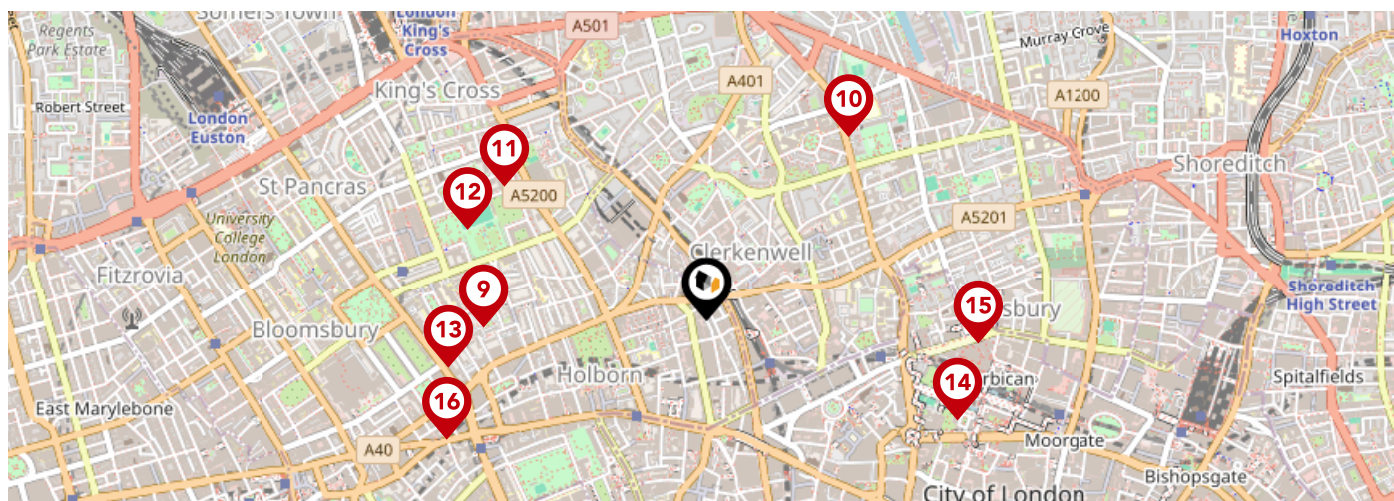 Somers Town
London
King's
Cross
A501
Hoxton
Regents
Park Estate
Murray Grove
A401
A1200
King's Cross
Robert Street
London
Euston
10
11
Shoreditch
12
St Pancras
A5200
University
College
London
A5201
Clerkenwell
Fitzrovia
9
15
sbury
Shoreditch
High Street
13
Bloomsbury
Holborn
14
rbican
Spitalfields
16
East Marylebone
A40
Moorgate
Bishopsgate
City of London